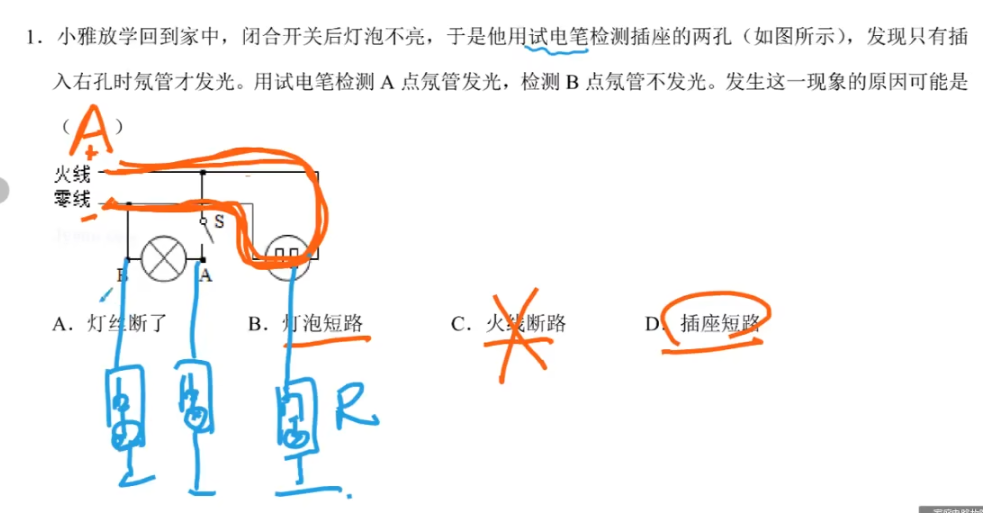 1. 小雅放学回到家中，闭合开关后灯泡不亮，于是他用试电笔检测插座的两孔（如图所示），发现只有插
入右孔时氖管才发光。用试电笔检测 A 点氖管发光，检测 B 点氖管不发光。发生这一现象的原因可能是
（ A ）
+
火线
零线
-
S
B A
A. 灯丝断了 B. 灯泡短路 C. 火线断路 D. 插座短路
R